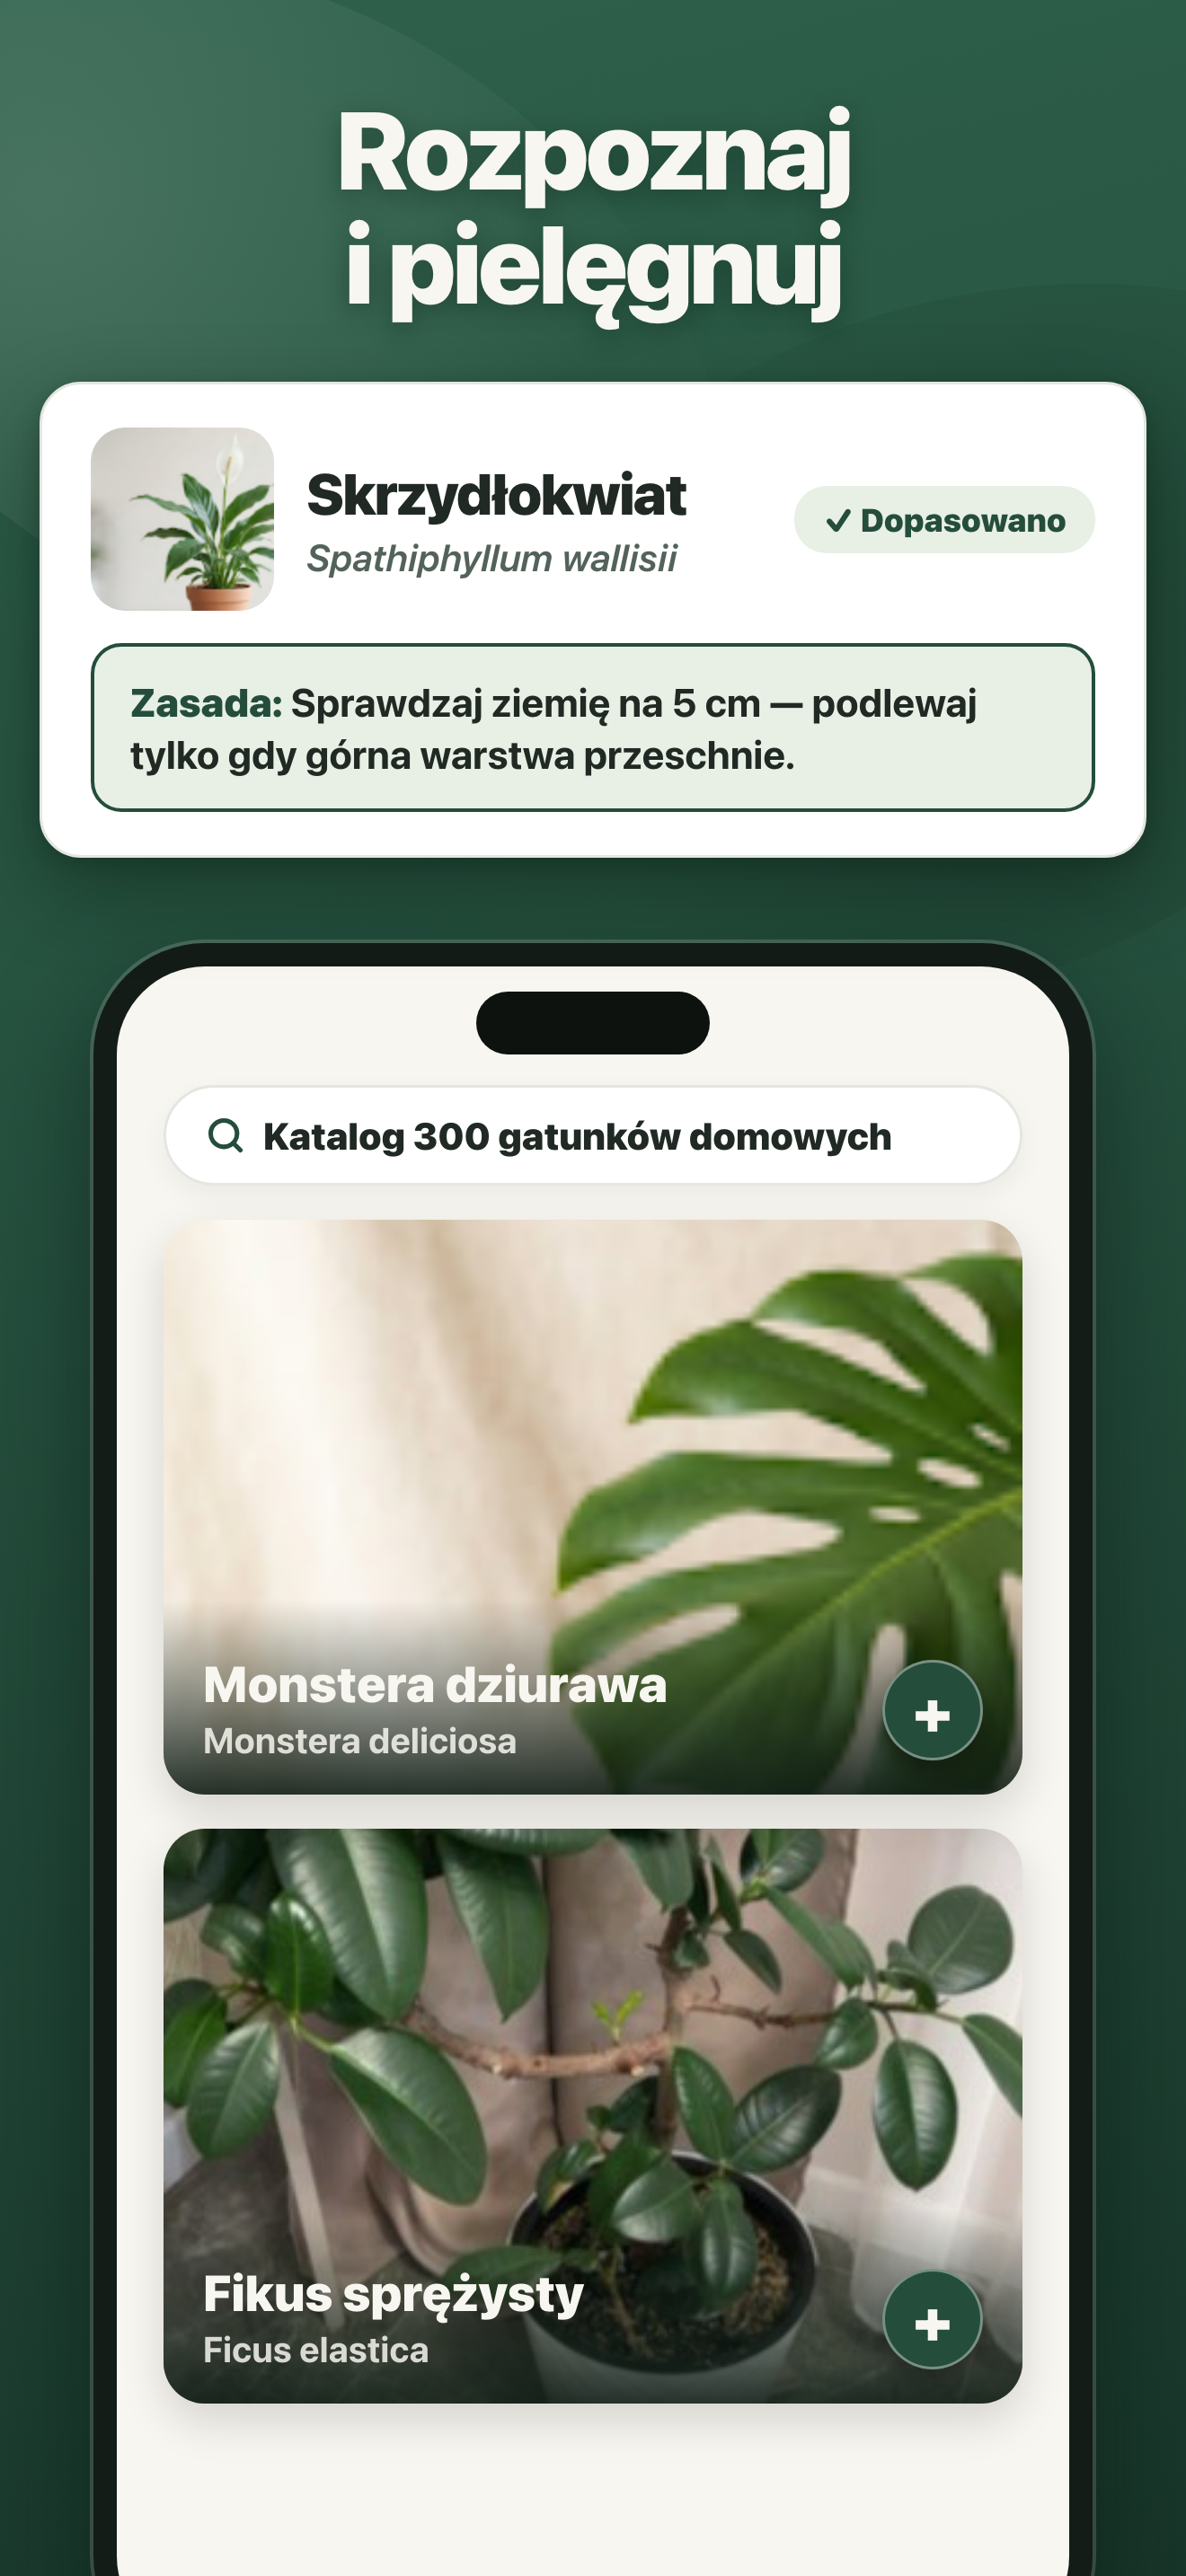 Rozpoznaj
i pielęgnuj
Skrzydłokwiat
Spathiphyllum wallisii
✓ Dopasowano
Zasada: Sprawdzaj ziemię na 5 cm — podlewaj
tylko gdy górna warstwa przeschnie.
Katalog 300 gatunków domowych
Monstera dziurawa
Monstera deliciosa
+
Fikus sprężysty
Ficus elastica
+